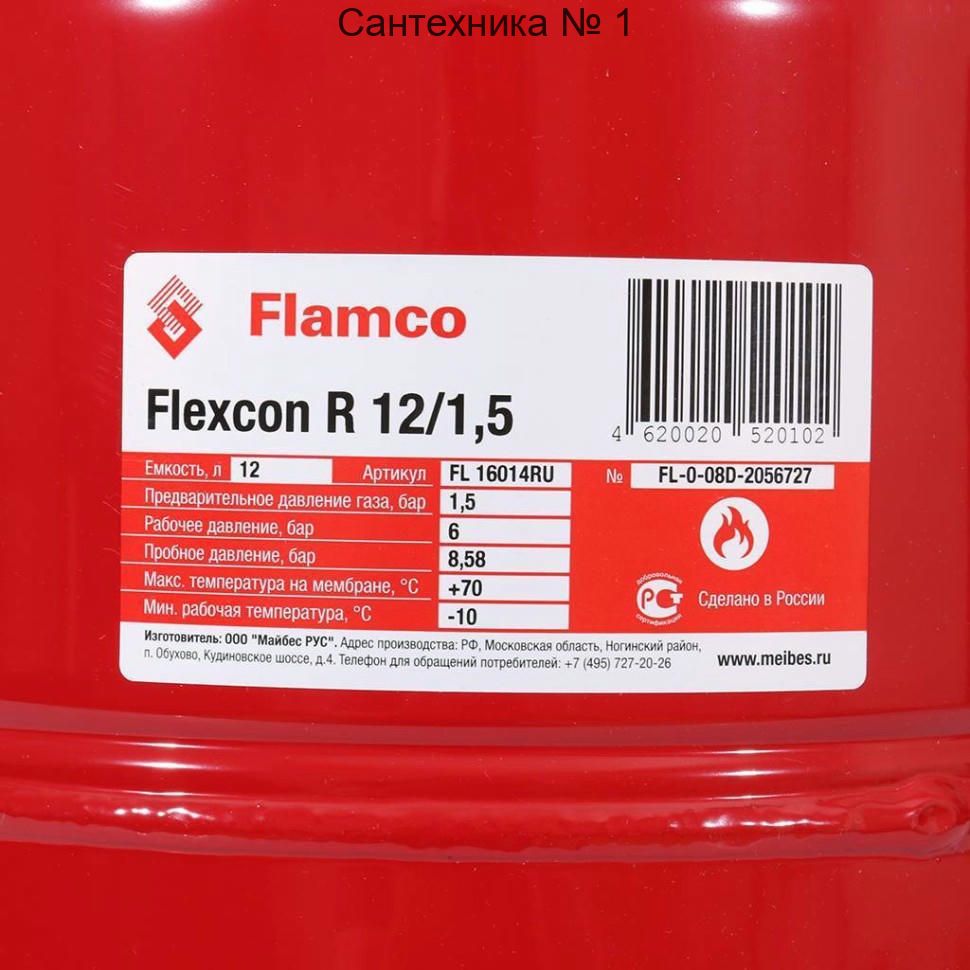 Сантехника № 1
Flamco
Flexcon R 12/1,5
4 620020 520102
Емкость, л 12 Артикул FL 16014RU № FL-0-08D-2056727
Предварительное давление газа, бар 1,5
Рабочее давление, бар 6
Пробное давление, бар 8,58
Макс. температура на мембране, °C +70
Мин. рабочая температура, °C -10
добровольная
РСТ
сертификация
Сделано в России
Изготовитель: ООО "Майбес РУС". Адрес производства: РФ, Московская область, Ногинский район,
п. Обухово, Кудиновское шоссе, д.4. Телефон для обращений потребителей: +7 (495) 727-20-26
www.meibes.ru